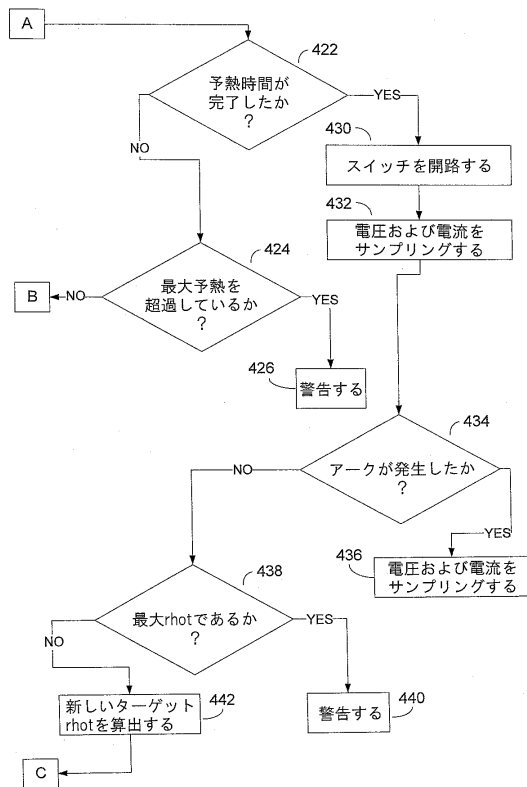 A
422
予熱時間が
完了したか
?
YES
NO
430
スイッチを開路する
432
電圧および電流を
サンプリングする
424
最大予熱を
超過しているか
?
B
NO
YES
426
警告する
434
アークが発生したか
?
NO
YES
436
電圧および電流を
サンプリングする
438
最大rhotであるか
?
YES
NO
442
新しいターゲット
rhotを算出する
440
警告する
C